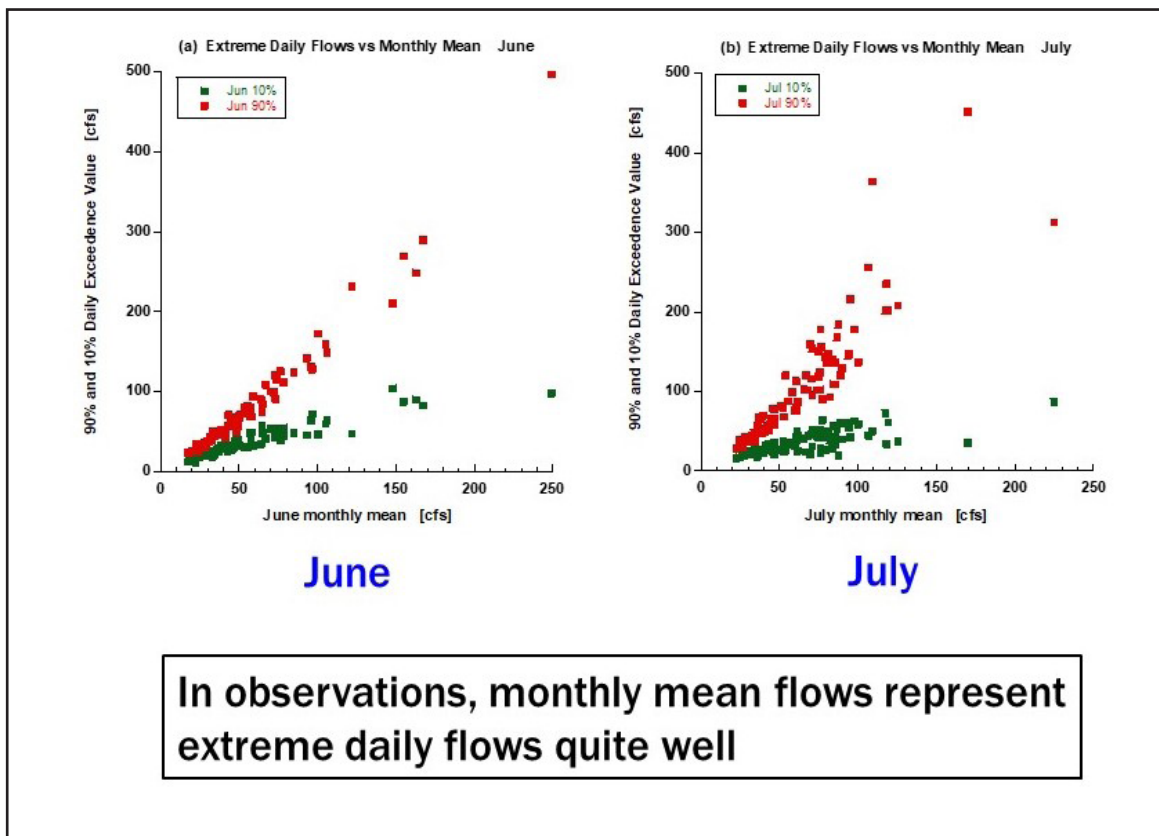 (a) Extreme Daily Flows vs Monthly Mean June
500
400
300
200
100
0
Jun 10%
Jun 90%
90% and 10% Daily Exceedence Value [cfs]
0 50 100 150 200 250
June monthly mean [cfs]
June
(b) Extreme Daily Flows vs Monthly Mean July
500
400
300
200
100
0
Jul 10%
Jul 90%
90% and 10% Daily Exceedence Value [cfs]
0 50 100 150 200 250
July monthly mean [cfs]
July
In observations, monthly mean flows represent
extreme daily flows quite well